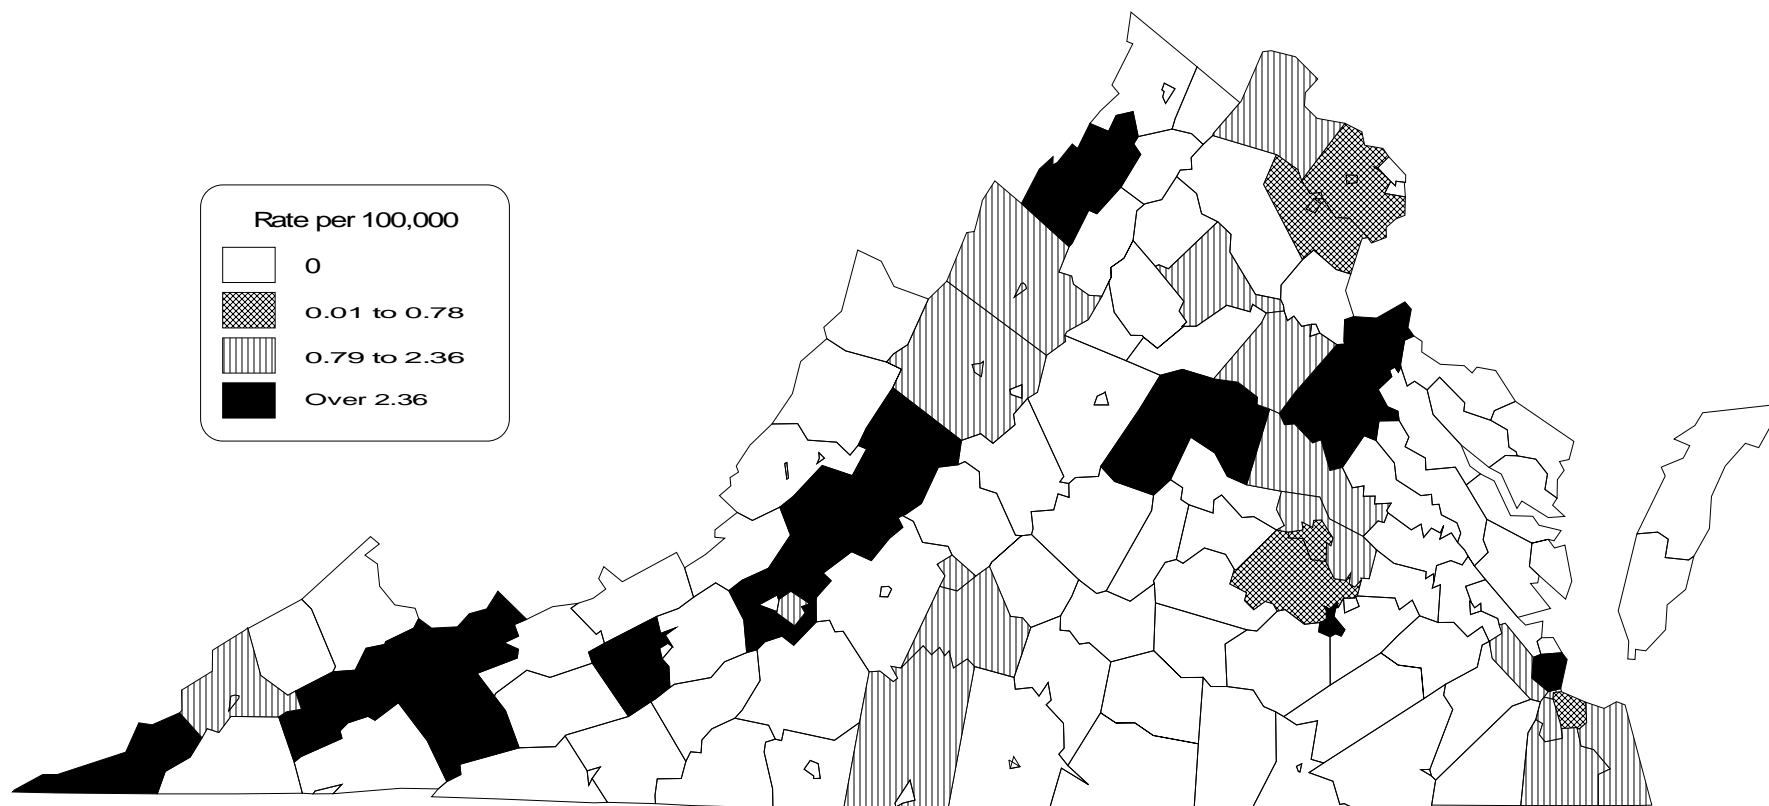 Rate per 100,000
0
0.01 to 0.78
0.79 to 2.36
Over 2.36